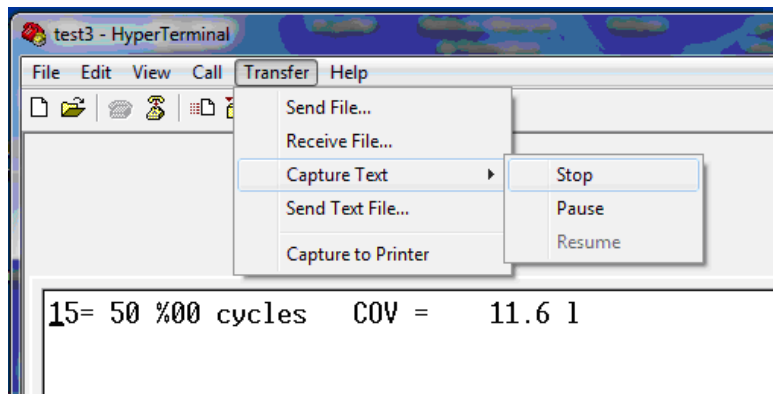 test3 - HyperTerminal
File Edit View Call Transfer Help
Send File...
Receive File...
Capture Text
Send Text File...
Capture to Printer
Stop
Pause
Resume
15= 50 %00 cycles COV = 11.6 l